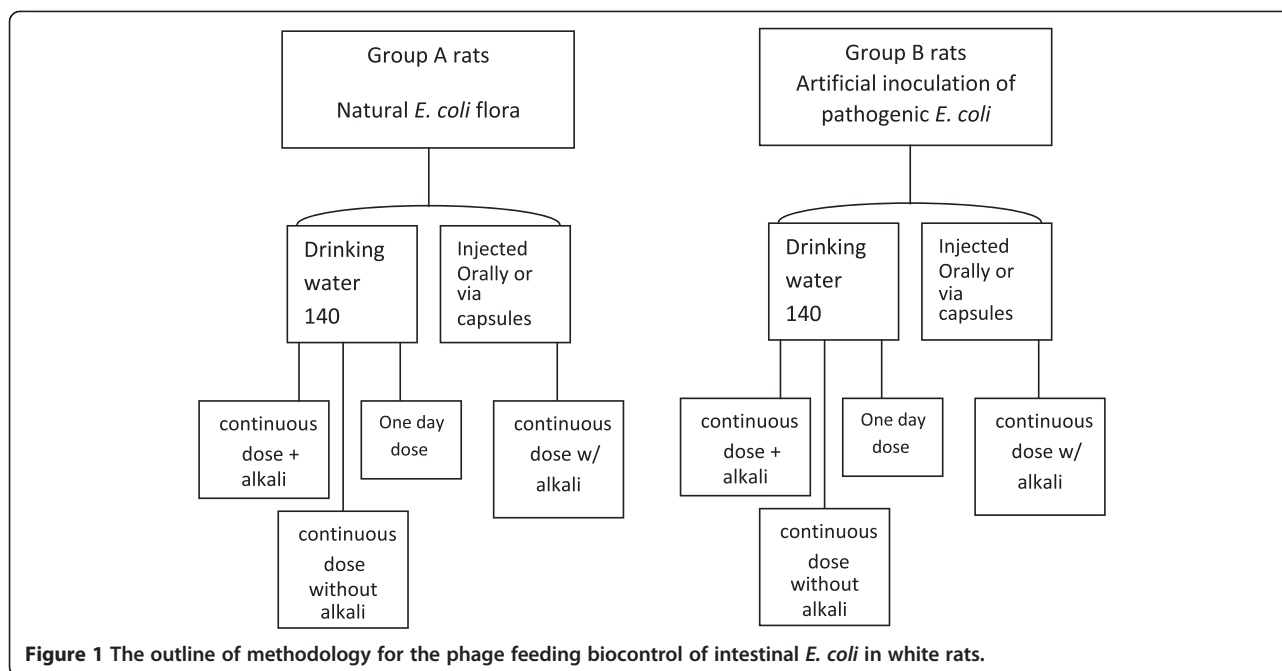 Group A rats
Natural E. coli flora
Group B rats
Artificial inoculation of
pathogenic E. coli
Drinking
water
140
Injected
Orally or
via
capsules
Drinking
water
140
Injected
Orally or
via
capsules
continuous
dose +
alkali
One day
dose
continuous
dose w/
alkali
continuous
dose +
alkali
One day
dose
continuous
dose w/
alkali
continuous
dose
without
alkali
continuous
dose
without
alkali
Figure 1 The outline of methodology for the phage feeding biocontrol of intestinal E. coli in white rats.